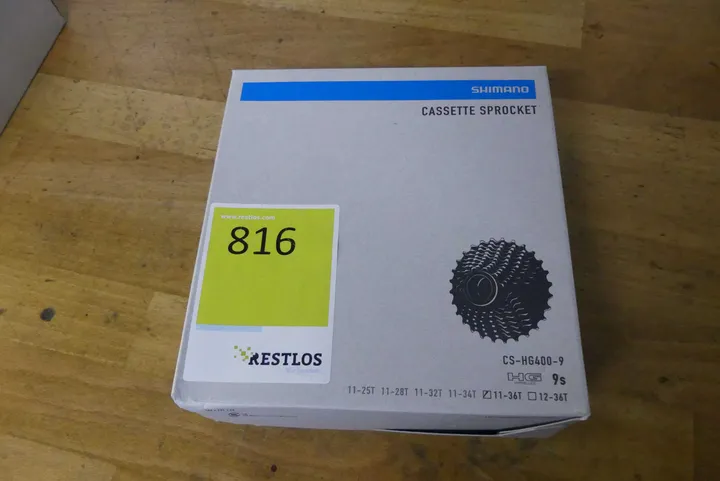 SHIMANO
CASSETTE SPROCKET
www.restlos.com
816
RESTLOS
CS-HG400-9
HG 9s
11-25T 11-28T 11-32T 11-34T ☑ 11-36T ☐ 12-36T